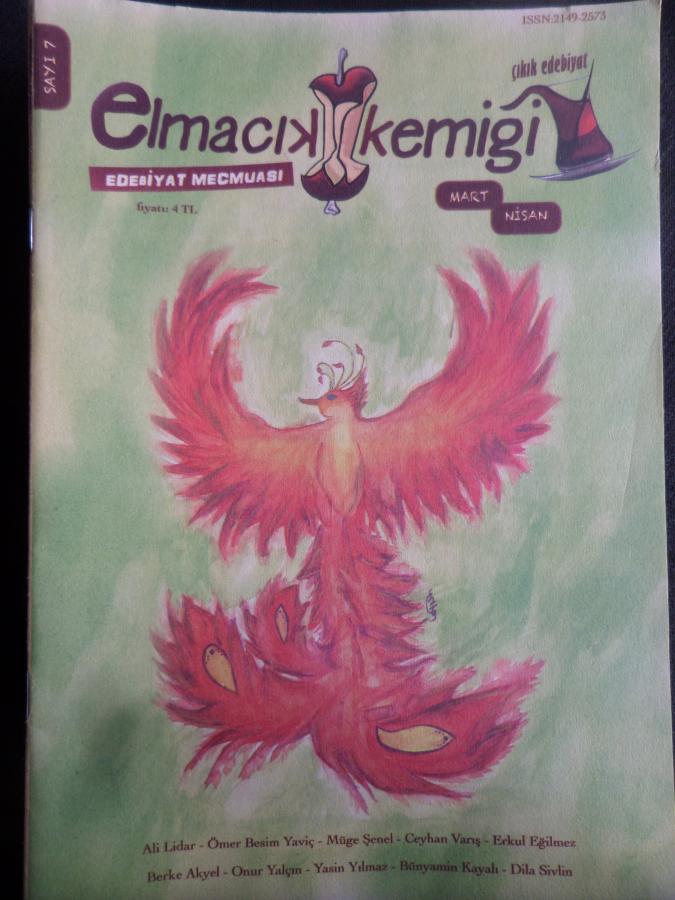 ISSN:2149-2573
SAYI 7
çıkık edebiyat
elmacık kemigi
EDEBİYAT MECMUASI
fiyatı: 4 TL
MART
NİSAN
Ali Lidar - Ömer Besim Yaviç - Müge Şenel - Ceyhan Varış - Erkul Eğilmez
Berke Akyel - Onur Yalçın - Yasin Yılmaz - Bünyamin Kayalı - Dila Sivlin